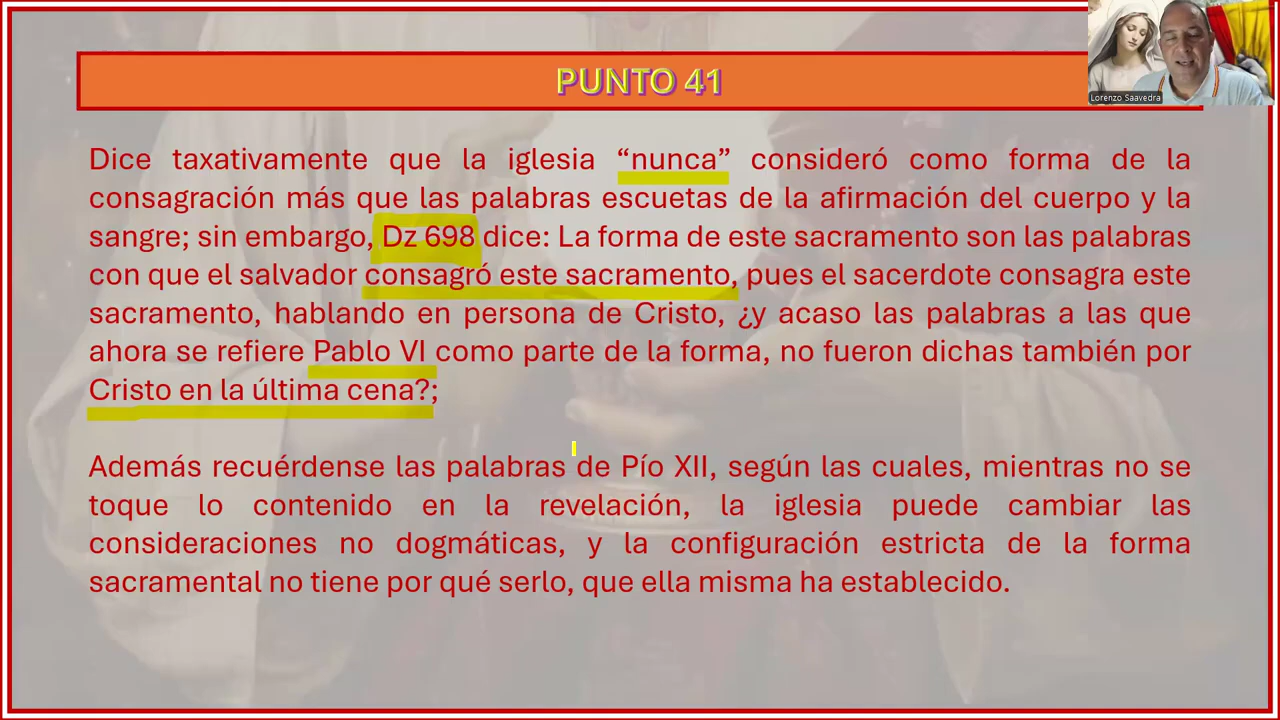 PUNTO 41
Lorenzo Saavedra
Dice taxativamente que la iglesia “nunca” consideró como forma de la
consagración más que las palabras escuetas de la afirmación del cuerpo y la
sangre; sin embargo, Dz 698 dice: La forma de este sacramento son las palabras
con que el salvador consagró este sacramento, pues el sacerdote consagra este
sacramento, hablando en persona de Cristo, ¿y acaso las palabras a las que
ahora se refiere Pablo VI como parte de la forma, no fueron dichas también por
Cristo en la última cena?;
Además recuérdense las palabras de Pío XII, según las cuales, mientras no se
toque lo contenido en la revelación, la iglesia puede cambiar las
consideraciones no dogmáticas, y la configuración estricta de la forma
sacramental no tiene por qué serlo, que ella misma ha establecido.